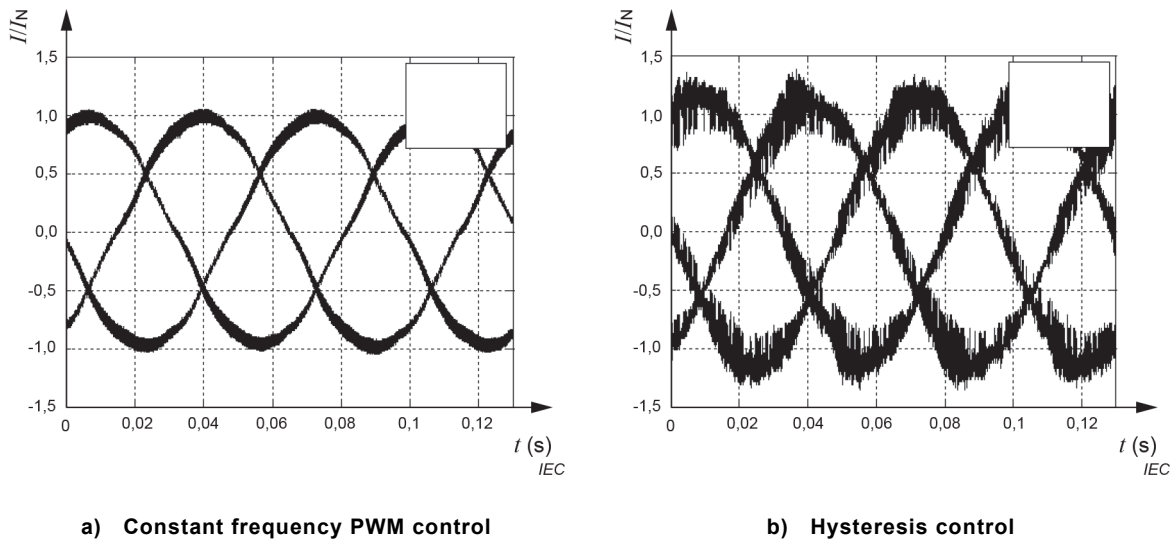 I/IN
1,5
1,0
0,5
0,0
-0,5
-1,0
-1,5
0 0,02 0,04 0,06 0,08 0,1 0,12
t (s)
IEC
a) Constant frequency PWM control
I/IN
1,5
1,0
0,5
0,0
-0,5
-1,0
-1,5
0 0,02 0,04 0,06 0,08 0,1 0,12
t (s)
IEC
b) Hysteresis control